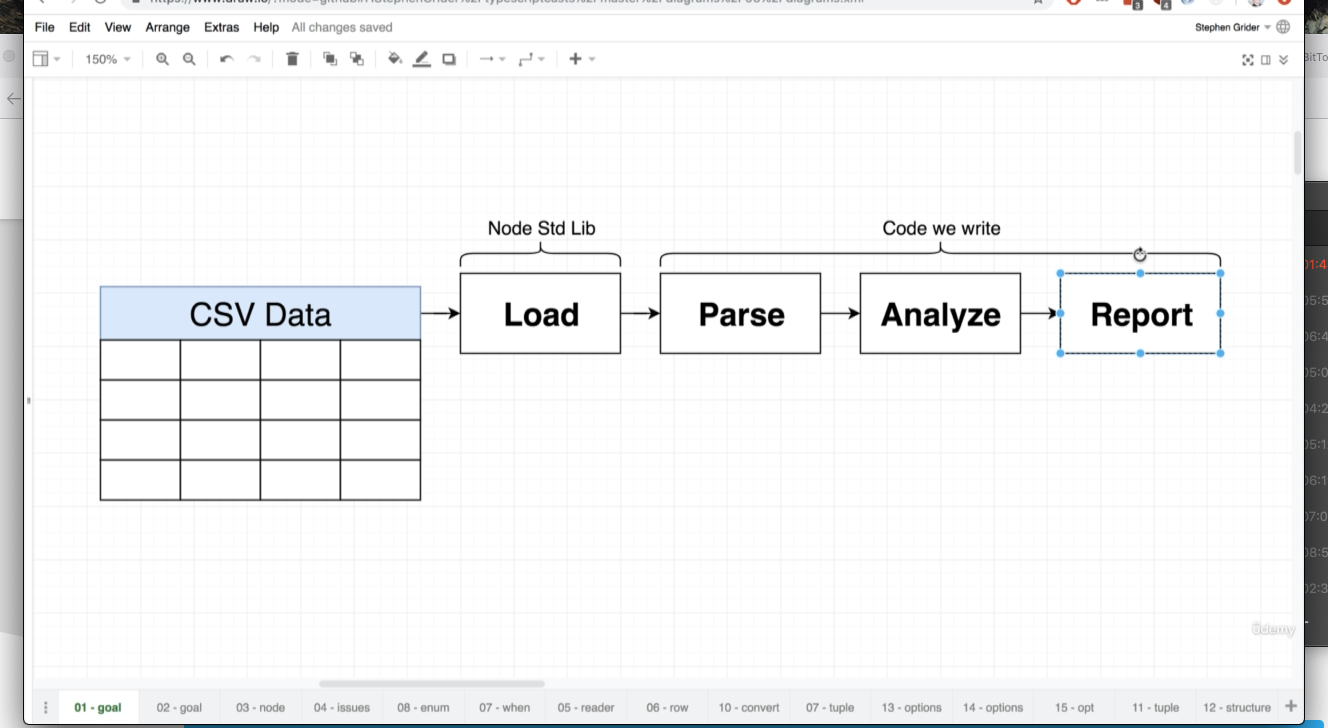 File Edit View Arrange Extras Help All changes saved
Stephen Grider
150%
Node Std Lib
Code we write
CSV Data
Load
Parse
Analyze
Report
ûdemy
01 - goal
02 - goal
03 - node
04 - issues
08 - enum
07 - when
05 - reader
06 - row
10 - convert
07 - tuple
13 - options
14 - options
15 - opt
11 - tuple
12 - structure